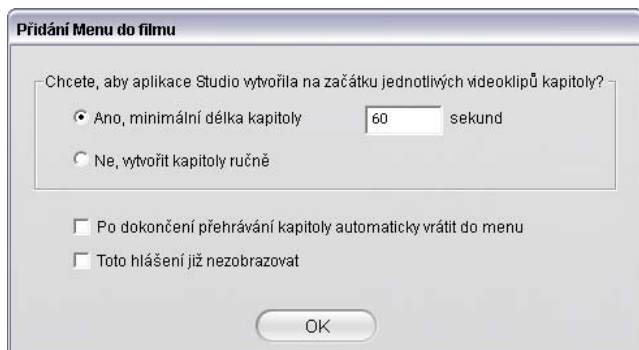 Přidání Menu do filmu
Chcete, aby aplikace Studio vytvořila na začátku jednotlivých videoklipů kapitoly?
Ano, minimální délka kapitoly 60 sekund
Ne, vytvořit kapitoly ručně
Po dokončení přehrávání kapitoly automaticky vrátit do menu
Toto hlášení již nezobrazovat
OK